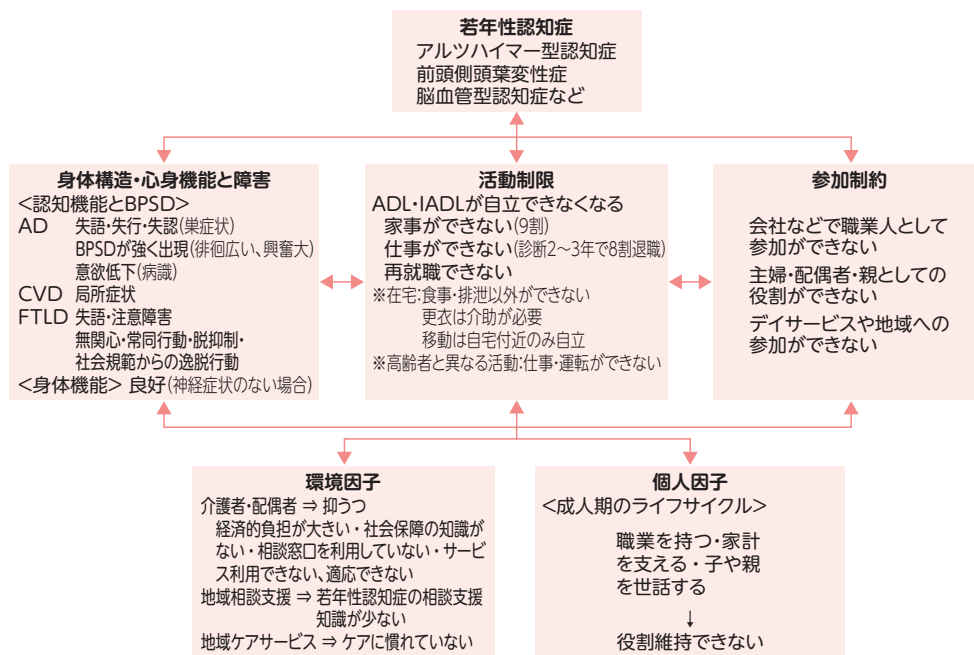 若年性認知症
アルツハイマー型認知症
前頭側頭葉変性症
脳血管型認知症など
身体構造・心身機能と障害
<認知機能とBPSD>
AD 失語・失行・失認(巣症状)
BPSDが強く出現(徘徊広い、興奮大)
意欲低下(病識)
CVD 局所症状
FTLD 失語・注意障害
無関心・常同行動・脱抑制・
社会規範からの逸脱行動
<身体機能> 良好(神経症状のない場合)
活動制限
ADL・IADLが自立できなくなる
家事ができない(9割)
仕事ができない(診断2〜3年で8割退職)
再就職できない
※在宅:食事・排泄以外ができない
更衣は介助が必要
移動は自宅付近のみ自立
※高齢者と異なる活動:仕事・運転ができない
参加制約
会社などで職業人として
参加ができない
主婦・配偶者・親としての
役割ができない
デイサービスや地域への
参加ができない
環境因子
介護者・配偶者 ⇒ 抑うつ
経済的負担が大きい・社会保障の知識が
ない・相談窓口を利用していない・サービ
ス利用できない、適応できない
地域相談支援 ⇒ 若年性認知症の相談支援
知識が少ない
地域ケアサービス ⇒ ケアに慣れていない
個人因子
<成人期のライフサイクル>
職業を持つ・家計
を支える・子や親
を世話する
↓
役割維持できない